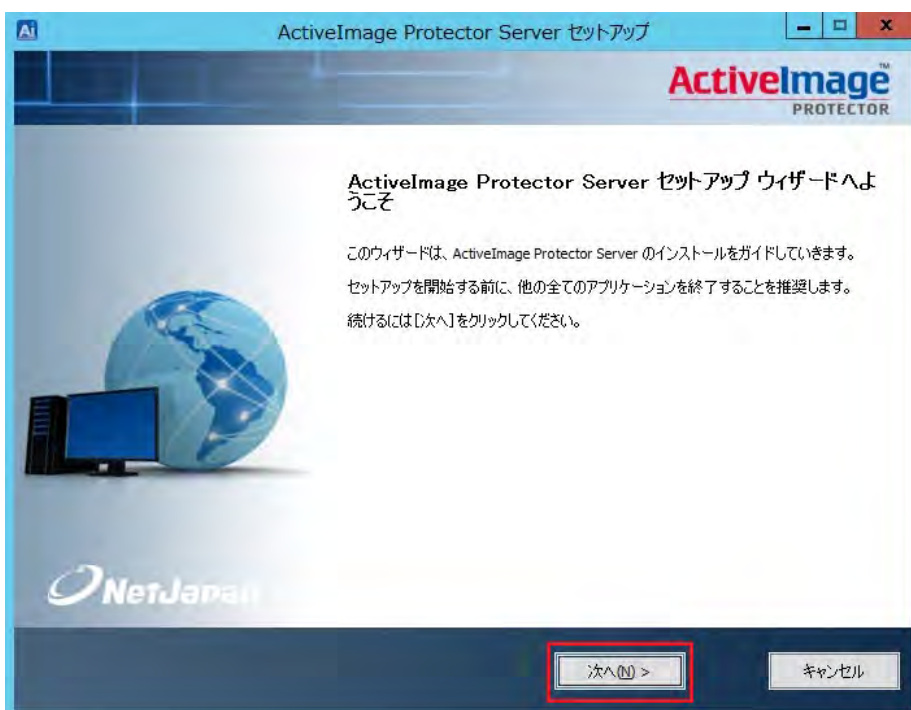 Ai
ActiveImage Protector Server セットアップ
ActiveImage™
PROTECTOR
ActiveImage Protector Server セットアップ ウィザードへよ
うこそ
このウィザードは、ActiveImage Protector Server のインストールをガイドしていきます。
セットアップを開始する前に、他の全てのアプリケーションを終了することを推奨します。
続けるには[次へ]をクリックしてください。
NetJapan
次へ(N) >
キャンセル